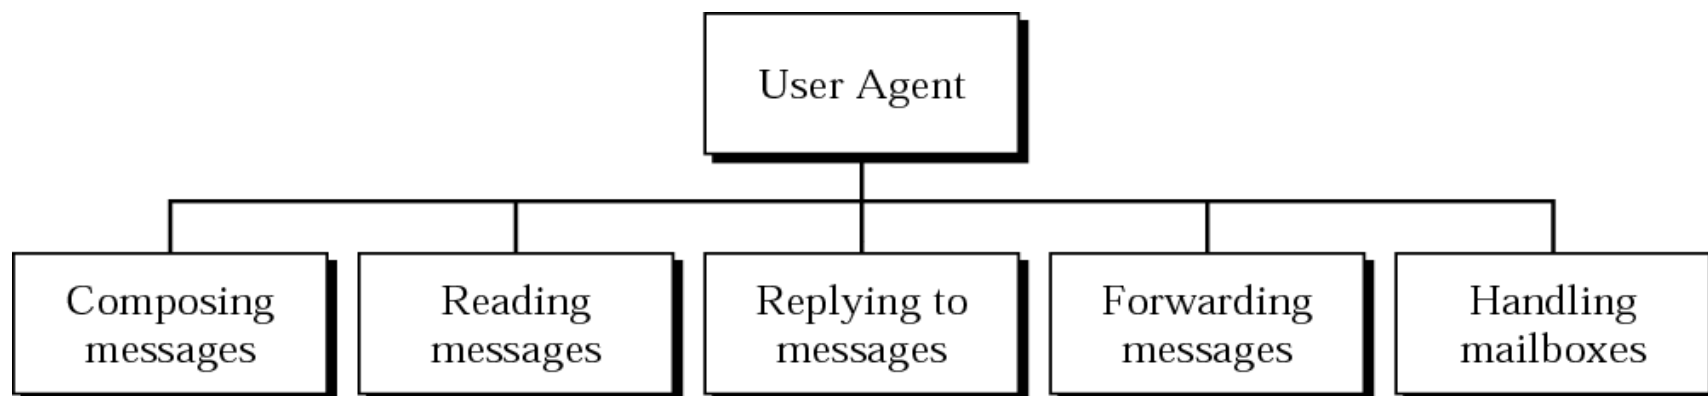 User Agent
Composing
messages
Reading
messages
Replying to
messages
Forwarding
messages
Handling
mailboxes